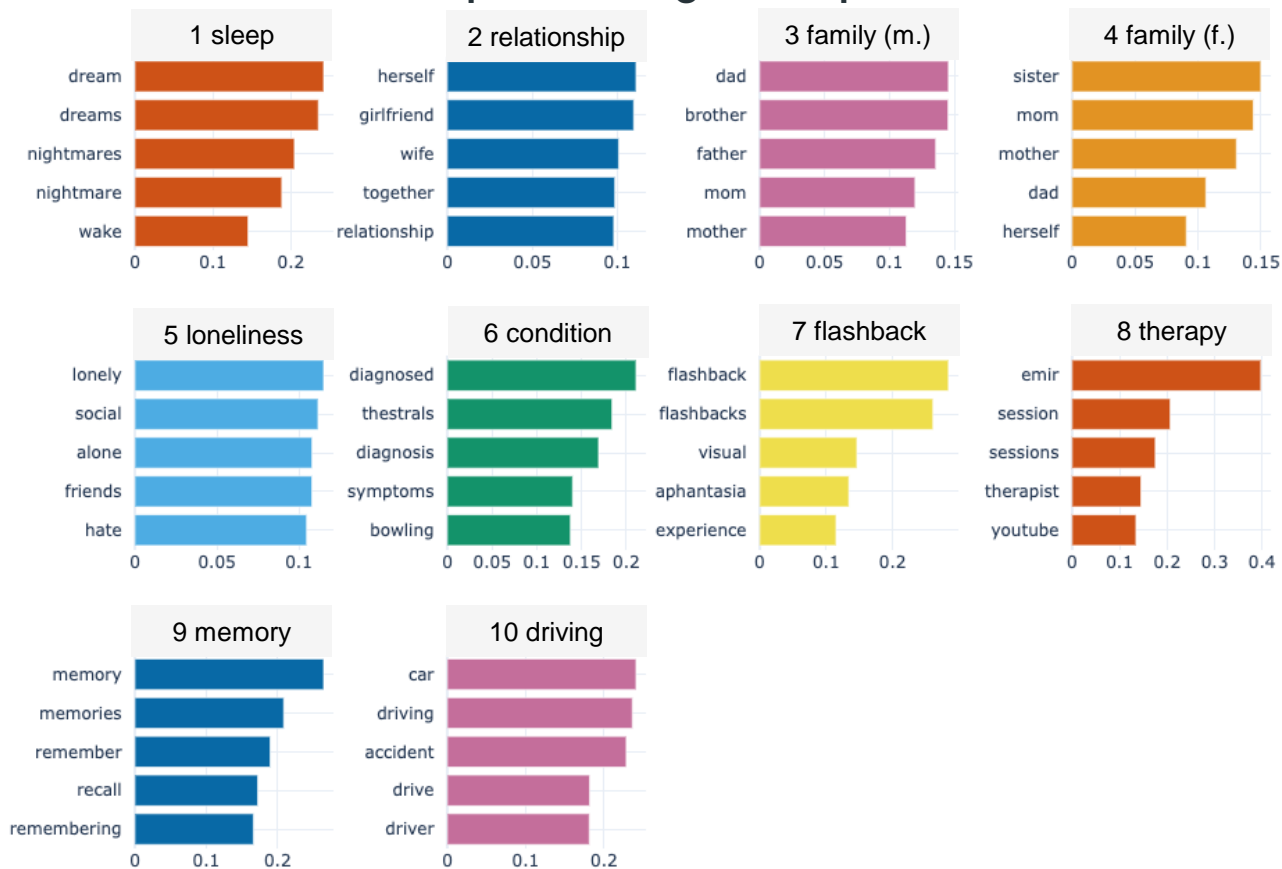 1 sleep
dream
dreams
nightmares
nightmare
wake
0 0.1 0.2
2 relationship
herself
girlfriend
wife
together
relationship
0 0.05 0.1
3 family (m.)
dad
brother
father
mom
mother
0 0.05 0.1 0.15
4 family (f.)
sister
mom
mother
dad
herself
0 0.05 0.1 0.15
5 loneliness
lonely
social
alone
friends
hate
0 0.05 0.1
6 condition
diagnosed
thestrals
diagnosis
symptoms
bowling
0 0.05 0.1 0.15 0.2
7 flashback
flashback
flashbacks
visual
aphantasia
experience
0 0.1 0.2
8 therapy
emir
session
sessions
therapist
youtube
0 0.1 0.2 0.3 0.4
9 memory
memory
memories
remember
recall
remembering
0 0.1 0.2
10 driving
car
driving
accident
drive
driver
0 0.1 0.2